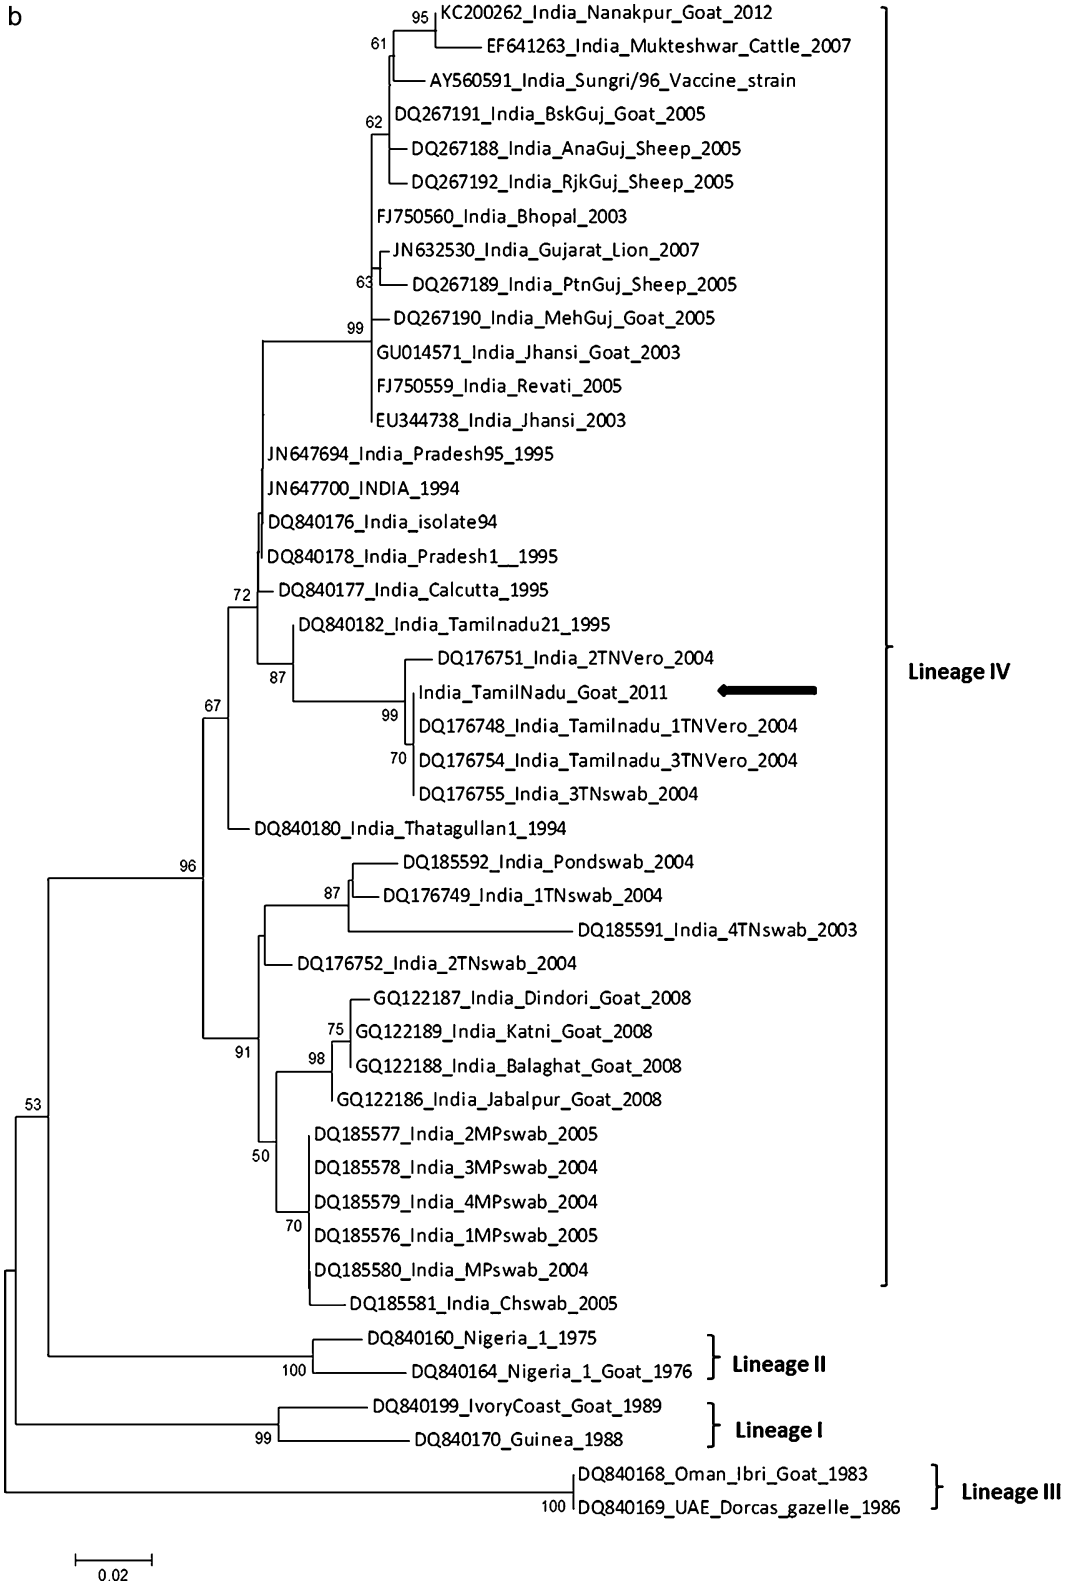 b
95
KC200262_India_Nanakpur_Goat_2012
61
EF641263_India_Mukteshwar_Cattle_2007
AY560591_India_Sungri/96_Vaccine_strain
62
DQ267191_India_BskGuj_Goat_2005
DQ267188_India_AnaGuj_Sheep_2005
DQ267192_India_RjkGuj_Sheep_2005
FJ750560_India_Bhopal_2003
JN632530_India_Gujarat_Lion_2007
63
DQ267189_India_PtnGuj_Sheep_2005
DQ267190_India_MehGuj_Goat_2005
99
GU014571_India_Jhansi_Goat_2003
FJ750559_India_Revati_2005
EU344738_India_Jhansi_2003
JN647694_India_Pradesh95_1995
JN647700_INDIA_1994
DQ840176_India_isolate94
DQ840178_India_Pradesh1__1995
DQ840177_India_Calcutta_1995
72
DQ840182_India_Tamilnadu21_1995
DQ176751_India_2TNVero_2004
Lineage IV
87
India_TamilNadu_Goat_2011
67
99
DQ176748_India_Tamilnadu_1TNVero_2004
70
DQ176754_India_Tamilnadu_3TNVero_2004
DQ176755_India_3TNswab_2004
DQ840180_India_Thatagullan1_1994
96
DQ185592_India_Pondswab_2004
87
DQ176749_India_1TNswab_2004
DQ185591_India_4TNswab_2003
DQ176752_India_2TNswab_2004
GQ122187_India_Dindori_Goat_2008
75
GQ122189_India_Katni_Goat_2008
91
98
GQ122188_India_Balaghat_Goat_2008
GQ122186_India_Jabalpur_Goat_2008
53
DQ185577_India_2MPswab_2005
50
DQ185578_India_3MPswab_2004
DQ185579_India_4MPswab_2004
70
DQ185576_India_1MPswab_2005
DQ185580_India_MPswab_2004
DQ185581_India_Chswab_2005
DQ840160_Nigeria_1_1975
Lineage II
100
DQ840164_Nigeria_1_Goat_1976
DQ840199_IvoryCoast_Goat_1989
Lineage I
99
DQ840170_Guinea_1988
DQ840168_Oman_Ibri_Goat_1983
Lineage III
100
DQ840169_UAE_Dorcas_gazelle_1986
0.02